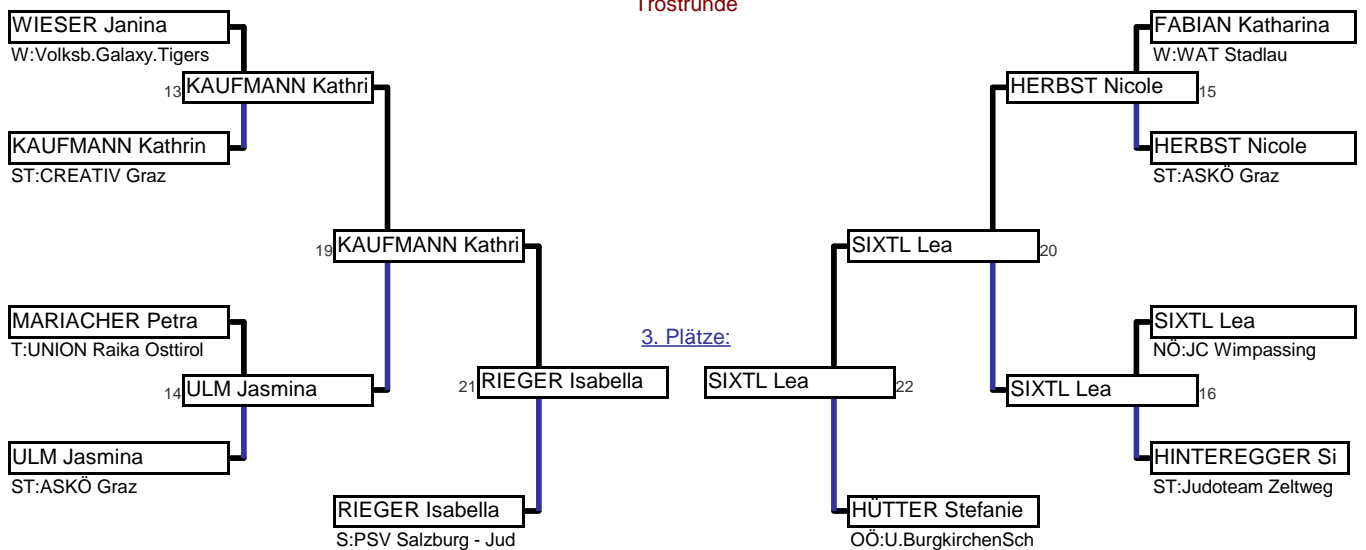 Trostrunde
WIESER Janina
W:Volksb.Galaxy.Tigers
13 KAUFMANN Kathri
KAUFMANN Kathrin
ST:CREATIV Graz
19 KAUFMANN Kathri
MARIACHER Petra
T:UNION Raika Osttirol
14 ULM Jasmina
ULM Jasmina
ST:ASKÖ Graz
21 RIEGER Isabella
RIEGER Isabella
S:PSV Salzburg - Jud
3. Plätze:
FABIAN Katharina
W:WAT Stadlau
HERBST Nicole 15
HERBST Nicole
ST:ASKÖ Graz
SIXTL Lea 20
SIXTL Lea
NÖ:JC Wimpassing
SIXTL Lea 22
SIXTL Lea 16
HINTEREGGER Si
ST:Judoteam Zeltweg
HÜTTER Stefanie
OÖ:U.BurgkirchenSch